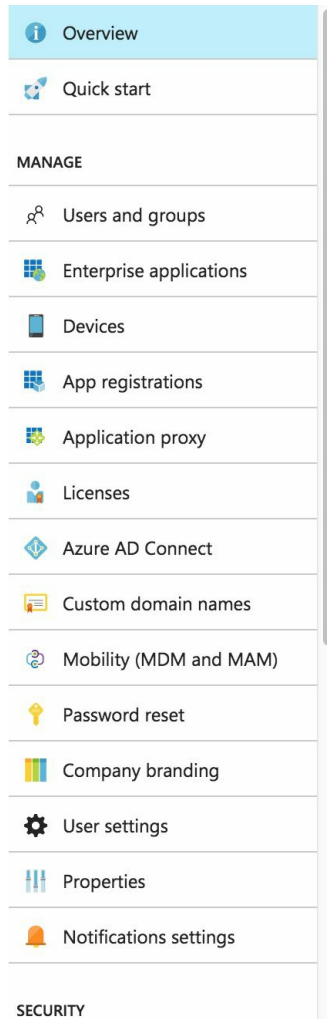 Overview
Quick start
MANAGE
Users and groups
Enterprise applications
Devices
App registrations
Application proxy
Licenses
Azure AD Connect
Custom domain names
Mobility (MDM and MAM)
Password reset
Company branding
User settings
Properties
Notifications settings
SECURITY